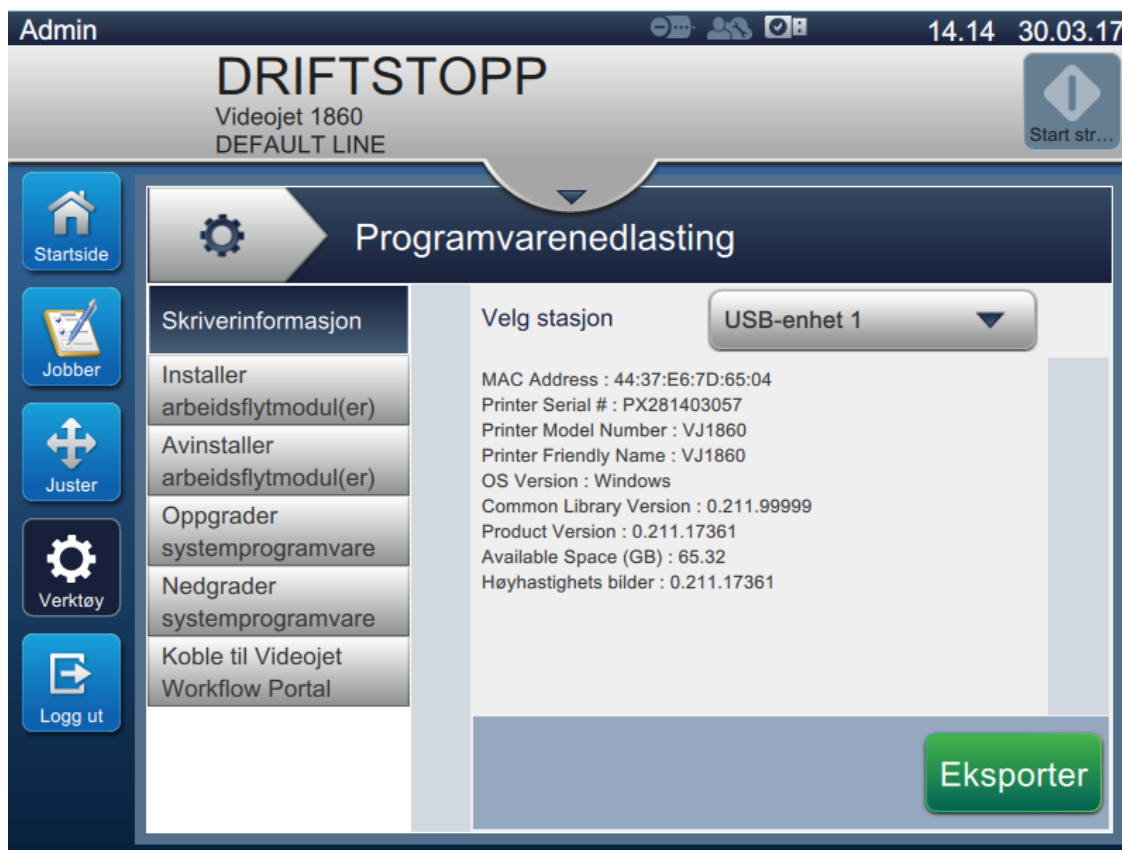 Admin
14.14 30.03.17
DRIFTSTOPP
Videojet 1860
DEFAULT LINE
Start str...
Startside
Jobber
Juster
Verktøy
Logg ut
Programvarenedlasting
Skriverinformasjon
Installer
arbeidsflytmodul(er)
Avinstaller
arbeidsflytmodul(er)
Oppgrader
systemprogramvare
Nedgrader
systemprogramvare
Koble til Videojet
Workflow Portal
Velg stasjon
USB-enhet 1
MAC Address : 44:37:E6:7D:65:04
Printer Serial # : PX281403057
Printer Model Number : VJ1860
Printer Friendly Name : VJ1860
OS Version : Windows
Common Library Version : 0.211.99999
Product Version : 0.211.17361
Available Space (GB) : 65.32
Høyhastighets bilder : 0.211.17361
Eksporter